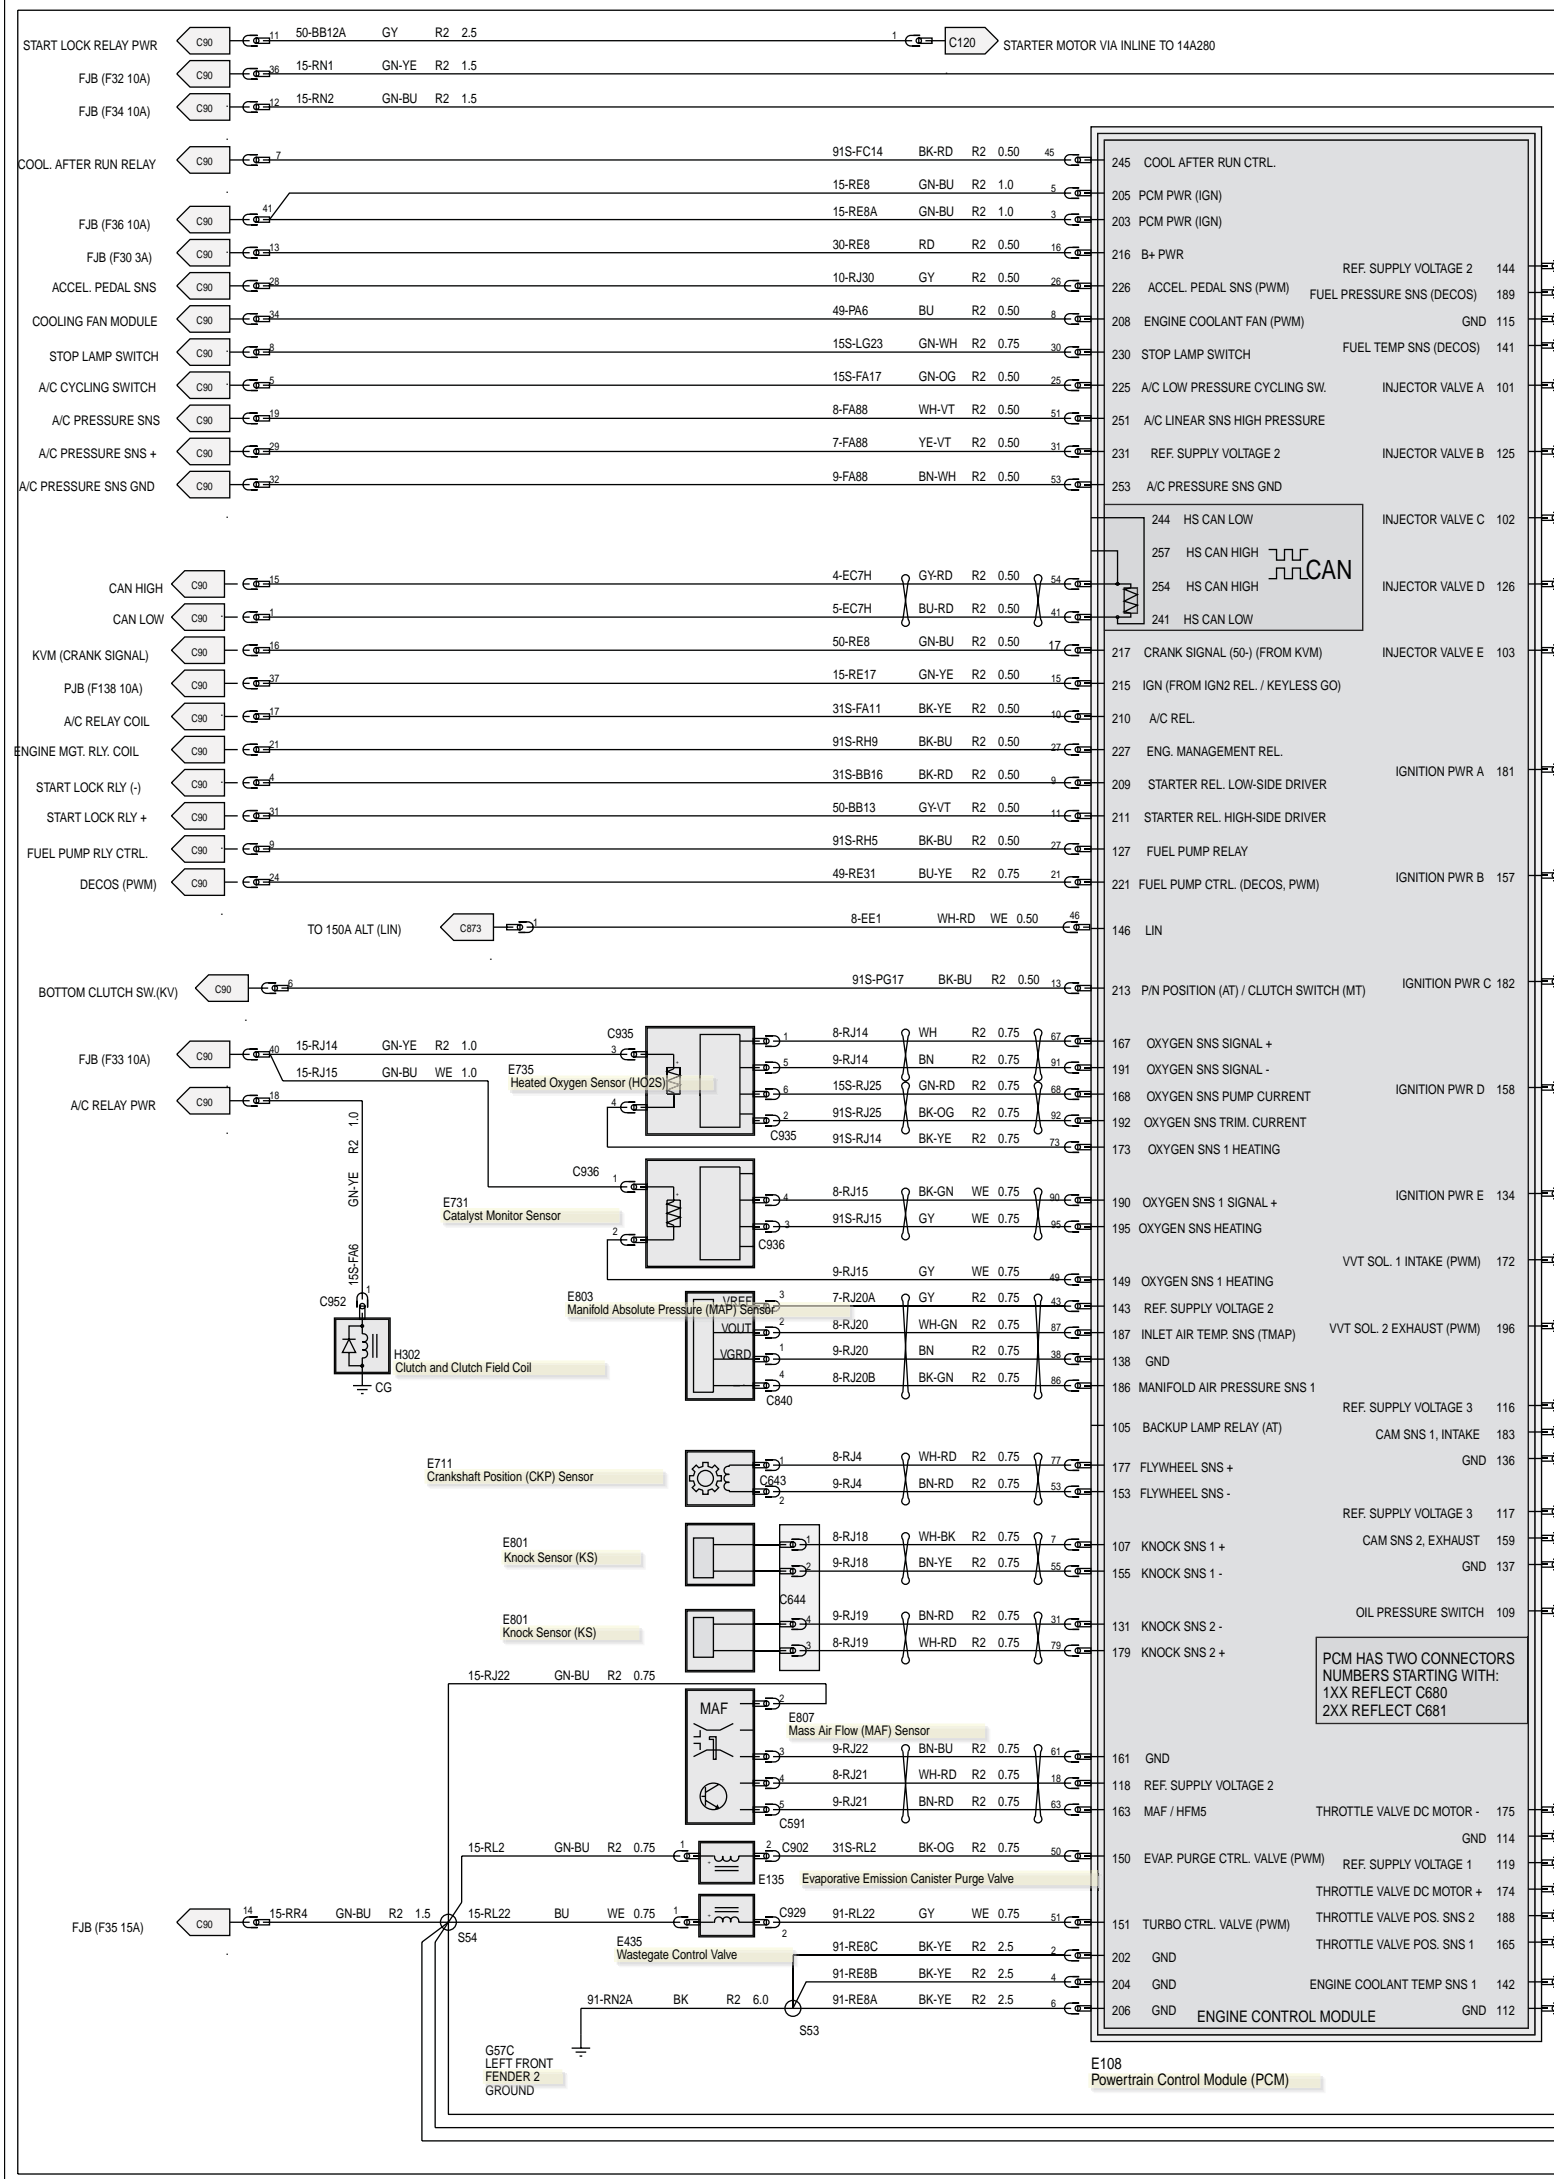 START LOCK RELAY PWR C90 11 50-BB12A GY R2 2.5 1 C120 STARTER MOTOR VIA INLINE TO 14A280
FJB (F32 10A) C90 36 15-RN1 GN-YE R2 1.5
FJB (F34 10A) C90 12 15-RN2 GN-BU R2 1.5
COOL. AFTER RUN RELAY C90 7 91S-FC14 BK-RD R2 0.50 45 245 COOL AFTER RUN CTRL.
15-RE8 GN-BU R2 1.0 5 205 PCM PWR (IGN)
FJB (F36 10A) C90 41 15-RE8A GN-BU R2 1.0 3 203 PCM PWR (IGN)
FJB (F30 3A) C90 13 30-RE8 RD R2 0.50 16 216 B+ PWR
REF. SUPPLY VOLTAGE 2 144
ACCEL. PEDAL SNS C90 28 10-RJ30 GY R2 0.50 26 226 ACCEL. PEDAL SNS (PWM)
FUEL PRESSURE SNS (DECOS) 189
COOLING FAN MODULE C90 34 49-PA6 BU R2 0.50 8 208 ENGINE COOLANT FAN (PWM) GND 115
STOP LAMP SWITCH C90 8 15S-LG23 GN-WH R2 0.75 30 230 STOP LAMP SWITCH
FUEL TEMP SNS (DECOS) 141
A/C CYCLING SWITCH C90 5 15S-FA17 GN-OG R2 0.50 25 225 A/C LOW PRESSURE CYCLING SW. INJECTOR VALVE A 101
A/C PRESSURE SNS C90 19 8-FA88 WH-VT R2 0.50 51 251 A/C LINEAR SNS HIGH PRESSURE
A/C PRESSURE SNS + C90 29 7-FA88 YE-VT R2 0.50 31 231 REF. SUPPLY VOLTAGE 2 INJECTOR VALVE B 125
A/C PRESSURE SNS GND C90 32 9-FA88 BN-WH R2 0.50 53 253 A/C PRESSURE SNS GND
244 HS CAN LOW INJECTOR VALVE C 102
257 HS CAN HIGH
CAN
CAN HIGH C90 15 4-EC7H GY-RD R2 0.50 54 254 HS CAN HIGH INJECTOR VALVE D 126
CAN LOW C90 1 5-EC7H BU-RD R2 0.50 41 241 HS CAN LOW
KVM (CRANK SIGNAL) C90 16 50-RE8 GN-BU R2 0.50 17 217 CRANK SIGNAL (50-) (FROM KVM) INJECTOR VALVE E 103
PJB (F138 10A) C90 37 15-RE17 GN-YE R2 0.50 15 215 IGN (FROM IGN2 REL. / KEYLESS GO)
A/C RELAY COIL C90 17 31S-FA11 BK-YE R2 0.50 10 210 A/C REL.
ENGINE MGT. RLY. COIL C90 21 91S-RH9 BK-BU R2 0.50 27 227 ENG. MANAGEMENT REL.
IGNITION PWR A 181
START LOCK RLY (-) C90 4 31S-BB16 BK-RD R2 0.50 9 209 STARTER REL. LOW-SIDE DRIVER
START LOCK RLY + C90 31 50-BB13 GY-VT R2 0.50 11 211 STARTER REL. HIGH-SIDE DRIVER
FUEL PUMP RLY CTRL. C90 9 91S-RH5 BK-BU R2 0.50 27 127 FUEL PUMP RELAY
DECOS (PWM) C90 24 49-RE31 BU-YE R2 0.75 21 221 FUEL PUMP CTRL. (DECOS, PWM) IGNITION PWR B 157
TO 150A ALT (LIN) C873 1 8-EE1 WH-RD WE 0.50 46 146 LIN
BOTTOM CLUTCH SW.(KV) C90 6 91S-PG17 BK-BU R2 0.50 13 213 P/N POSITION (AT) / CLUTCH SWITCH (MT) IGNITION PWR C 182
C935 1 8-RJ14 WH R2 0.75 67 167 OXYGEN SNS SIGNAL +
FJB (F33 10A) C90 40 15-RJ14 GN-YE R2 1.0 3
15-RJ15 GN-BU WE 1.0 5 9-RJ14 BN R2 0.75 91 191 OXYGEN SNS SIGNAL -
E735
Heated Oxygen Sensor (HO2S)
6 15S-RJ25 GN-RD R2 0.75 68 168 OXYGEN SNS PUMP CURRENT IGNITION PWR D 158
A/C RELAY PWR C90 18 4 2 91S-RJ25 BK-OG R2 0.75 92 192 OXYGEN SNS TRIM. CURRENT
C935 91S-RJ14 BK-YE R2 0.75 73 173 OXYGEN SNS 1 HEATING
15S-FA6 GN-YE R2 1.0
C936 1
E731
Catalyst Monitor Sensor
4 8-RJ15 BK-GN WE 0.75 90 190 OXYGEN SNS 1 SIGNAL + IGNITION PWR E 134
2 3 91S-RJ15 GY WE 0.75 95 195 OXYGEN SNS HEATING
C936
VVT SOL. 1 INTAKE (PWM) 172
9-RJ15 GY WE 0.75 49 149 OXYGEN SNS 1 HEATING
C952 1
E803
Manifold Absolute Pressure (MAP) Sensor
VREF 3 7-RJ20A GY R2 0.75 43 143 REF. SUPPLY VOLTAGE 2
VOUT 2 8-RJ20 WH-GN R2 0.75 87 187 INLET AIR TEMP. SNS (TMAP) VVT SOL. 2 EXHAUST (PWM) 196
VGRD 1 9-RJ20 BN R2 0.75 38 138 GND
H302
Clutch and Clutch Field Coil
CG
4 8-RJ20B BK-GN R2 0.75 86 186 MANIFOLD AIR PRESSURE SNS 1
C840
REF. SUPPLY VOLTAGE 3 116
105 BACKUP LAMP RELAY (AT)
CAM SNS 1, INTAKE 183
E711
Crankshaft Position (CKP) Sensor
1 8-RJ4 WH-RD R2 0.75 77 177 FLYWHEEL SNS + GND 136
C643
2 9-RJ4 BN-RD R2 0.75 53 153 FLYWHEEL SNS -
REF. SUPPLY VOLTAGE 3 117
E801
Knock Sensor (KS)
1 8-RJ18 WH-BK R2 0.75 7 107 KNOCK SNS 1 + CAM SNS 2, EXHAUST 159
2 9-RJ18 BN-YE R2 0.75 55 155 KNOCK SNS 1 - GND 137
C644
E801
Knock Sensor (KS)
4 9-RJ19 BN-RD R2 0.75 31 131 KNOCK SNS 2 - OIL PRESSURE SWITCH 109
3 8-RJ19 WH-RD R2 0.75 79 179 KNOCK SNS 2 +
PCM HAS TWO CONNECTORS
NUMBERS STARTING WITH:
1XX REFLECT C680
2XX REFLECT C681
15-RJ22 GN-BU R2 0.75
MAF 2
E807
Mass Air Flow (MAF) Sensor
3 9-RJ22 BN-BU R2 0.75 61 161 GND
4 8-RJ21 WH-RD R2 0.75 18 118 REF. SUPPLY VOLTAGE 2
5 9-RJ21 BN-RD R2 0.75 63 163 MAF / HFM5 THROTTLE VALVE DC MOTOR - 175
C591
GND 114
15-RL2 GN-BU R2 0.75 1 2 C902 31S-RL2 BK-OG R2 0.75 50 150 EVAP. PURGE CTRL. VALVE (PWM) REF. SUPPLY VOLTAGE 1 119
E135 Evaporative Emission Canister Purge Valve
THROTTLE VALVE DC MOTOR + 174
FJB (F35 15A) C90 14 15-RR4 GN-BU R2 1.5 15-RL22 BU WE 0.75 1 C929 2 91-RL22 GY WE 0.75 51 151 TURBO CTRL. VALVE (PWM) THROTTLE VALVE POS. SNS 2 188
S54
E435
Wastegate Control Valve
THROTTLE VALVE POS. SNS 1 165
91-RE8C BK-YE R2 2.5 2 202 GND
91-RE8B BK-YE R2 2.5 4 204 GND ENGINE COOLANT TEMP SNS 1 142
91-RN2A BK R2 6.0 91-RE8A BK-YE R2 2.5 6 206 GND GND 112
ENGINE CONTROL MODULE
S53
G57C
LEFT FRONT
FENDER 2
GROUND
E108
Powertrain Control Module (PCM)